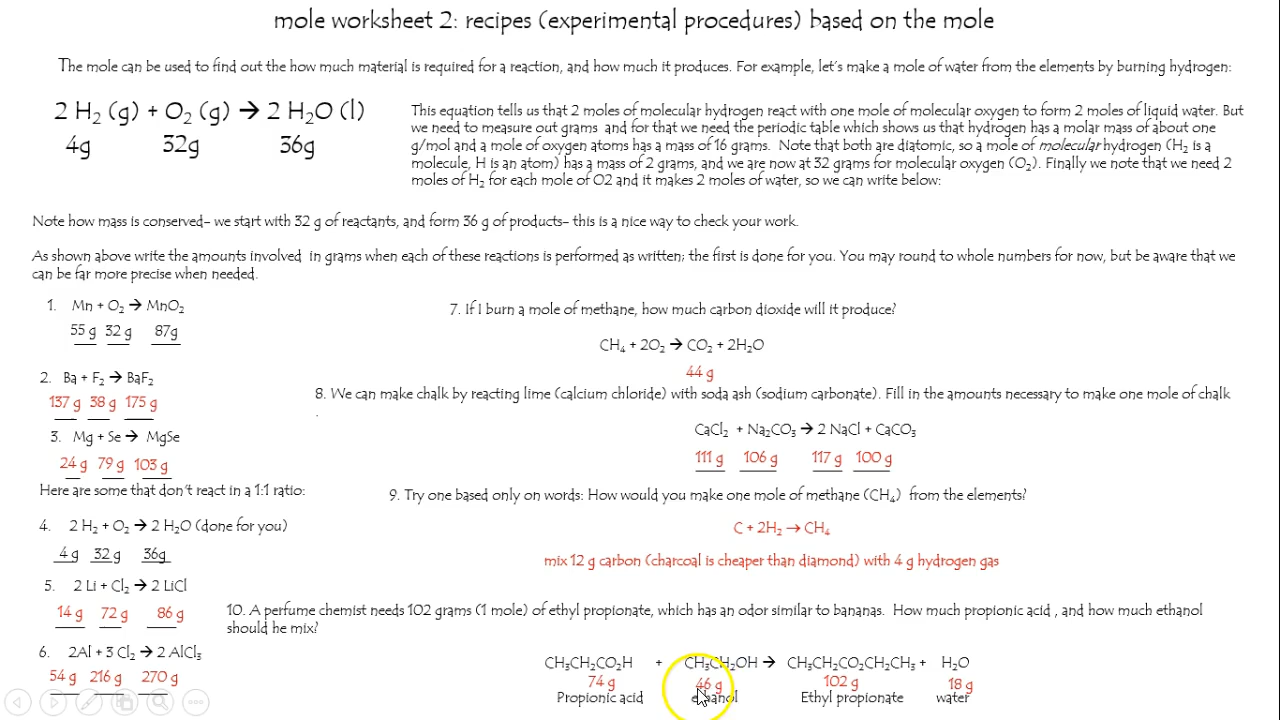 mole worksheet 2: recipes (experimental procedures) based on the mole
The mole can be used to find out the how much material is required for a reaction, and how much it produces. For example, let's make a mole of water from the elements by burning hydrogen:
2 H₂ (g) + O₂ (g) → 2 H₂O (l)
4g 32g 36g
This equation tells us that 2 moles of molecular hydrogen react with one mole of molecular oxygen to form 2 moles of liquid water. But
we need to measure out grams and for that we need the periodic table which shows us that hydrogen has a molar mass of about one
g/mol and a mole of oxygen atoms has a mass of 16 grams. Note that both are diatomic, so a mole of molecular hydrogen (H₂ is a
molecule, H is an atom) has a mass of 2 grams, and we are now at 32 grams for molecular oxygen (O₂). Finally we note that we need 2
moles of H₂ for each mole of O2 and it makes 2 moles of water, so we can write below:
Note how mass is conserved- we start with 32 g of reactants, and form 36 g of products- this is a nice way to check your work.
As shown above write the amounts involved in grams when each of these reactions is performed as written; the first is done for you. You may round to whole numbers for now, but be aware that we
can be far more precise when needed.
1. Mn + O₂ → MnO₂
55 g 32 g 87g
2. Ba + F₂ → BaF₂
137 g 38 g 175 g
3. Mg + Se → MgSe
24 g 79 g 103 g
Here are some that don't react in a 1:1 ratio:
4. 2 H₂ + O₂ → 2 H₂O (done for you)
4 g 32 g 36g
5. 2 Li + Cl₂ → 2 LiCl
14 g 72 g 86 g
6. 2Al + 3 Cl₂ → 2 AlCl₃
54 g 216 g 270 g
7. If I burn a mole of methane, how much carbon dioxide will it produce?
CH₄ + 2O₂ → CO₂ + 2H₂O
44 g
8. We can make chalk by reacting lime (calcium chloride) with soda ash (sodium carbonate). Fill in the amounts necessary to make one mole of chalk
.
CaCl₂ + Na₂CO₃ → 2 NaCl + CaCO₃
111 g 106 g 117 g 100 g
9. Try one based only on words: How would you make one mole of methane (CH₄) from the elements?
C + 2H₂ → CH₄
mix 12 g carbon (charcoal is cheaper than diamond) with 4 g hydrogen gas
10. A perfume chemist needs 102 grams (1 mole) of ethyl propionate, which has an odor similar to bananas. How much propionic acid , and how much ethanol
should he mix?
CH₃CH₂CO₂H + CH₃CH₂OH → CH₃CH₂CO₂CH₂CH₃ + H₂O
74 g 46 g 102 g 18 g
Propionic acid ethanol Ethyl propionate water